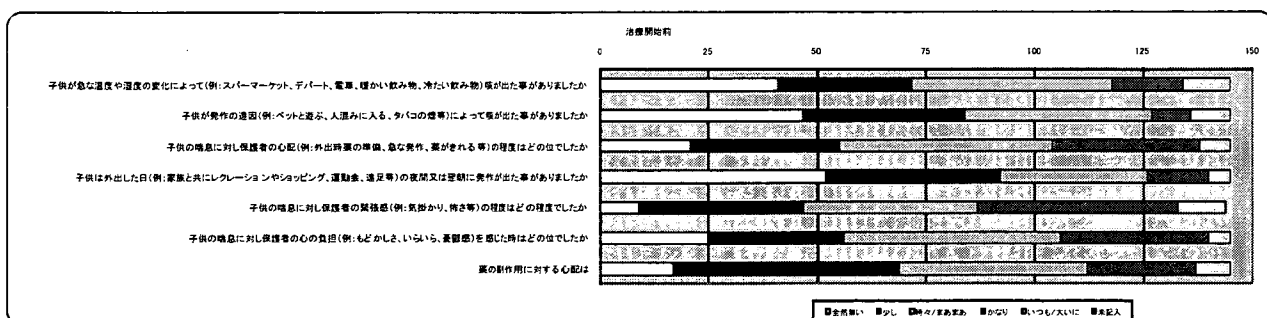 治療開始前
0 25 50 75 100 125 150
子供が急な温度や湿度の変化によって(例:スーパーマーケット、デパート、電車、暖かい飲み物、冷たい飲み物)咳が出た事がありましたか
子供が発作の遠因(例:ペットと遊ぶ、人混みに入る、タバコの煙等)によって咳が出た事がありましたか
子供の喘息に対し保護者の心配(例:外出時薬の準備、急な発作、薬がきれる等)の程度はどの位でしたか
子供は外出した日(例:家族と共にレクレーションやショッピング、運動会、遠足等)の夜間又は翌朝に発作が出た事がありましたか
子供の喘息に対し保護者の緊張感(例:気掛かり、怖さ等)の程度はどの程度でしたか
子供の喘息に対し保護者の心の負担(例:もどかしさ、いらいら、憂鬱感)を感じた時はどの位でしたか
薬の副作用に対する心配は
全然無い 少し 時々/まあまあ かなり いつも/大いに 未記入